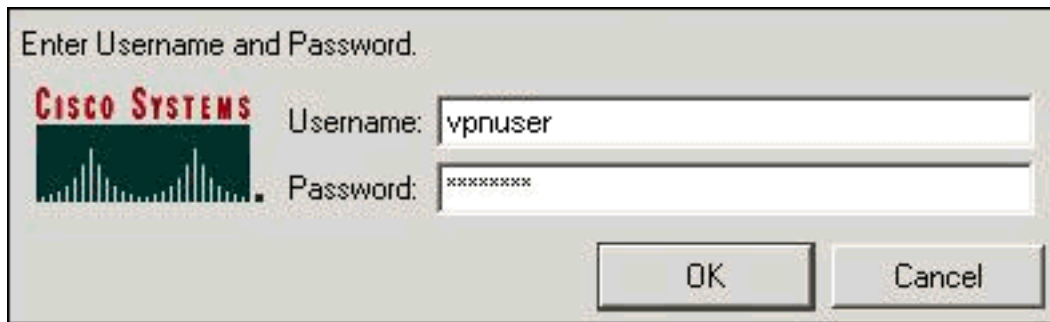 Enter Username and Password.
CISCO SYSTEMS
Username: vpnuser
Password: ********
OK Cancel